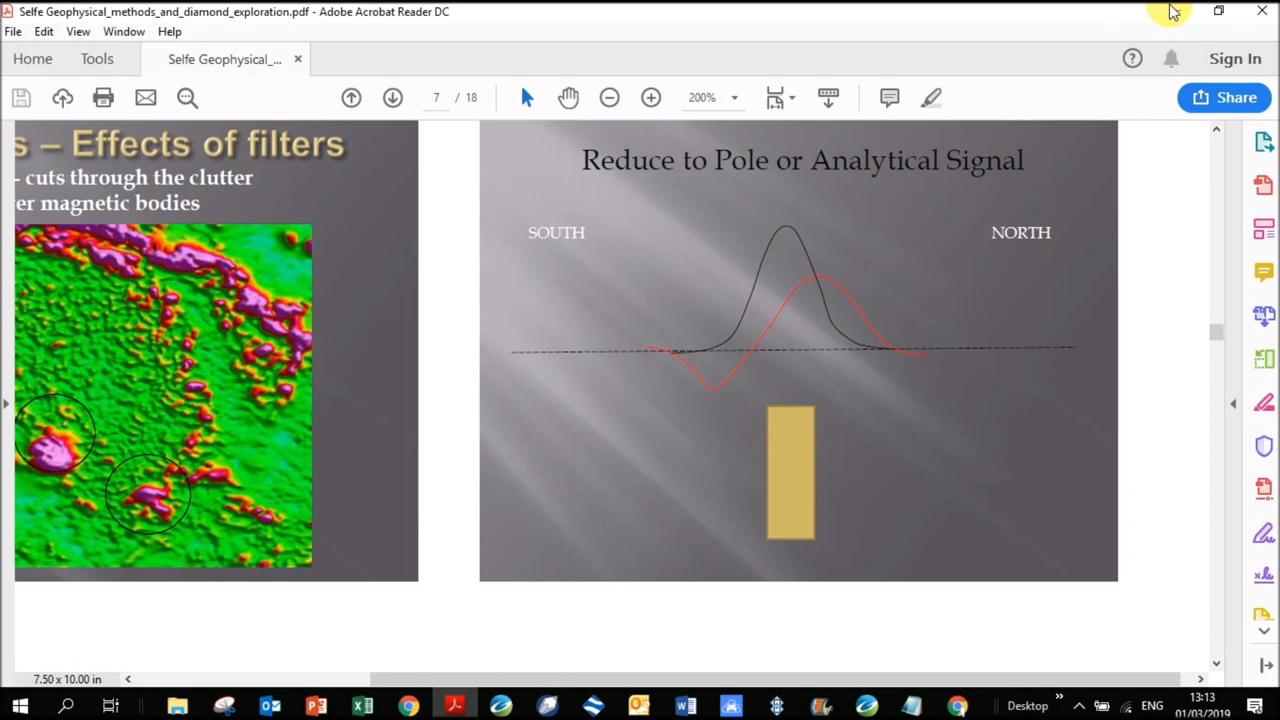 Selfe Geophysical_methods_and_diamond_exploration.pdf - Adobe Acrobat Reader DC
File Edit View Window Help
Home Tools Selfe Geophysical_... × Sign In
7 / 18 200% Share
s – Effects of filters
- cuts through the clutter
er magnetic bodies
Reduce to Pole or Analytical Signal
SOUTH NORTH
7.50 x 10.00 in
Desktop ENG 13:13
01/03/2019